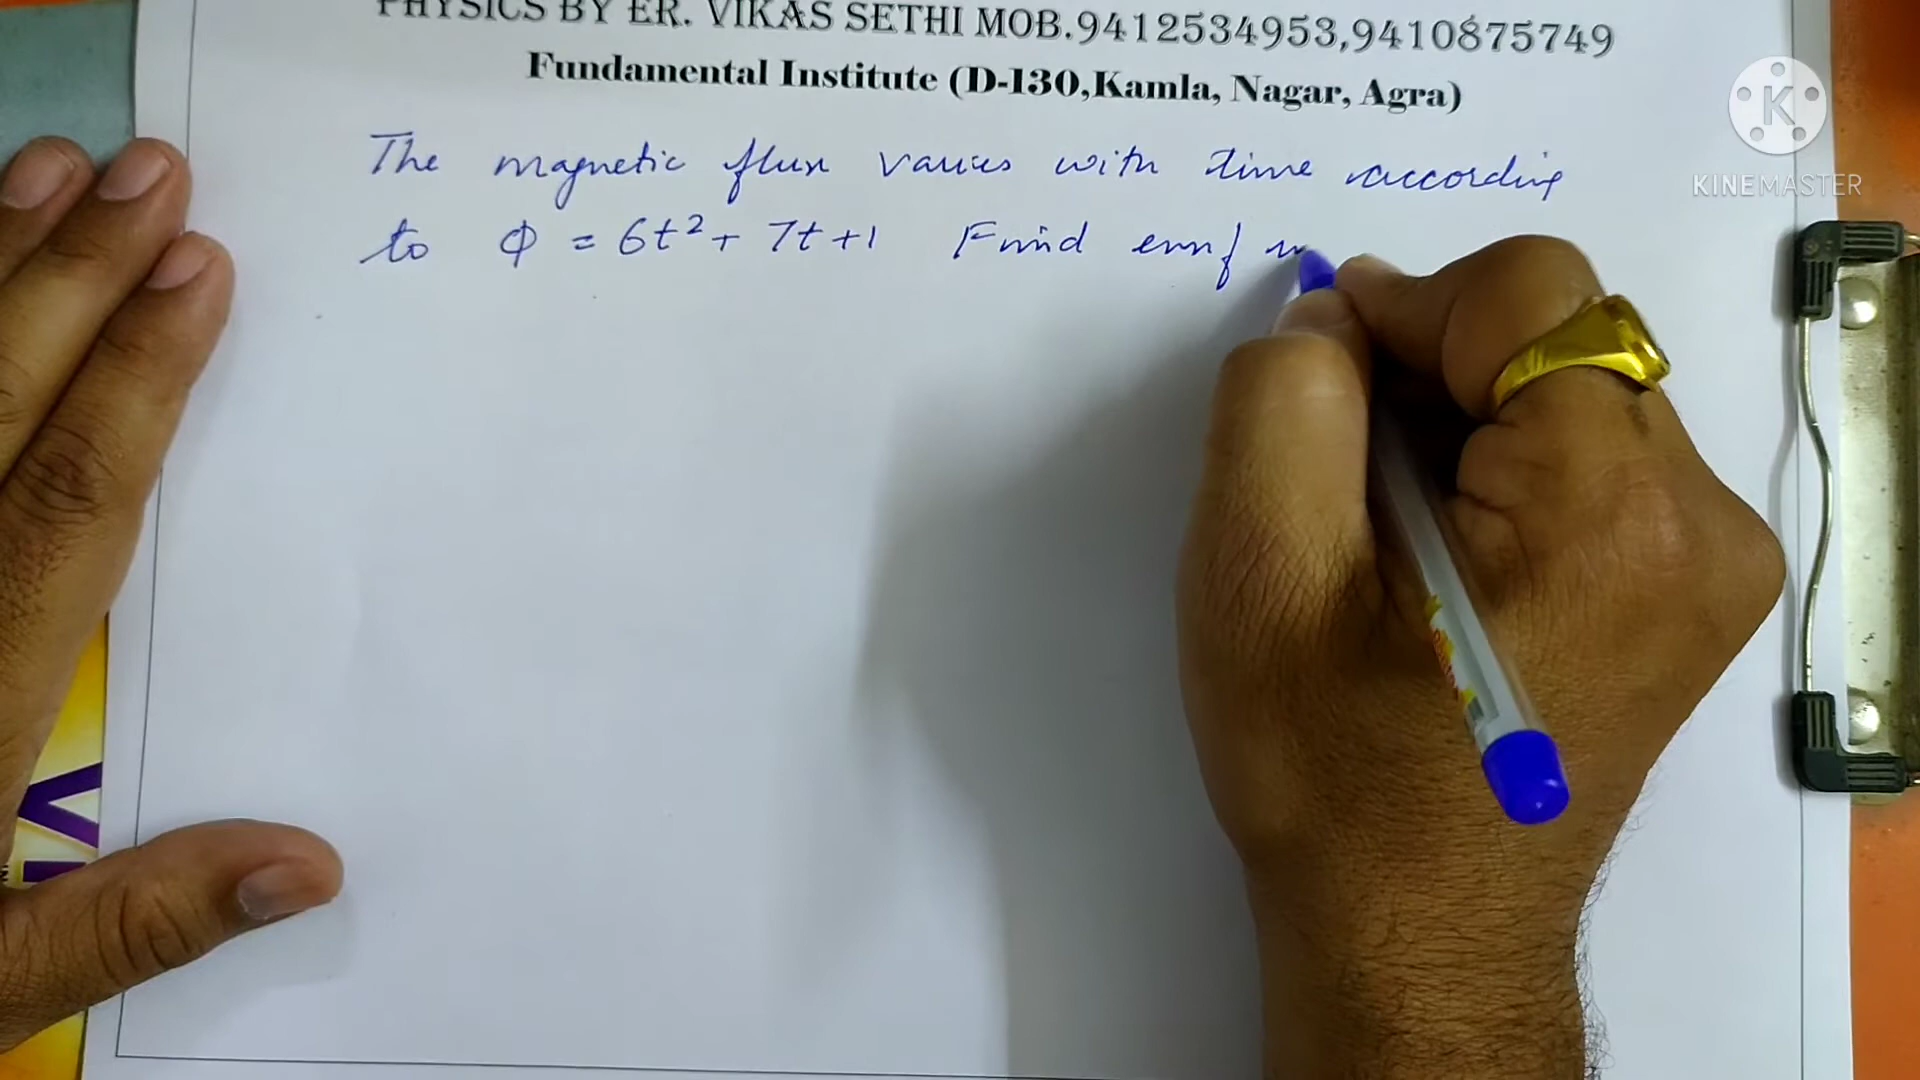 PHYSICS BY ER. VIKAS SETHI MOB.9412534953,9410875749
Fundamental Institute (D-130,Kamla, Nagar, Agra)
K
KINEMASTER
The magnetic flux varies with time according
to ϕ = 6t² + 7t + 1 Find emf